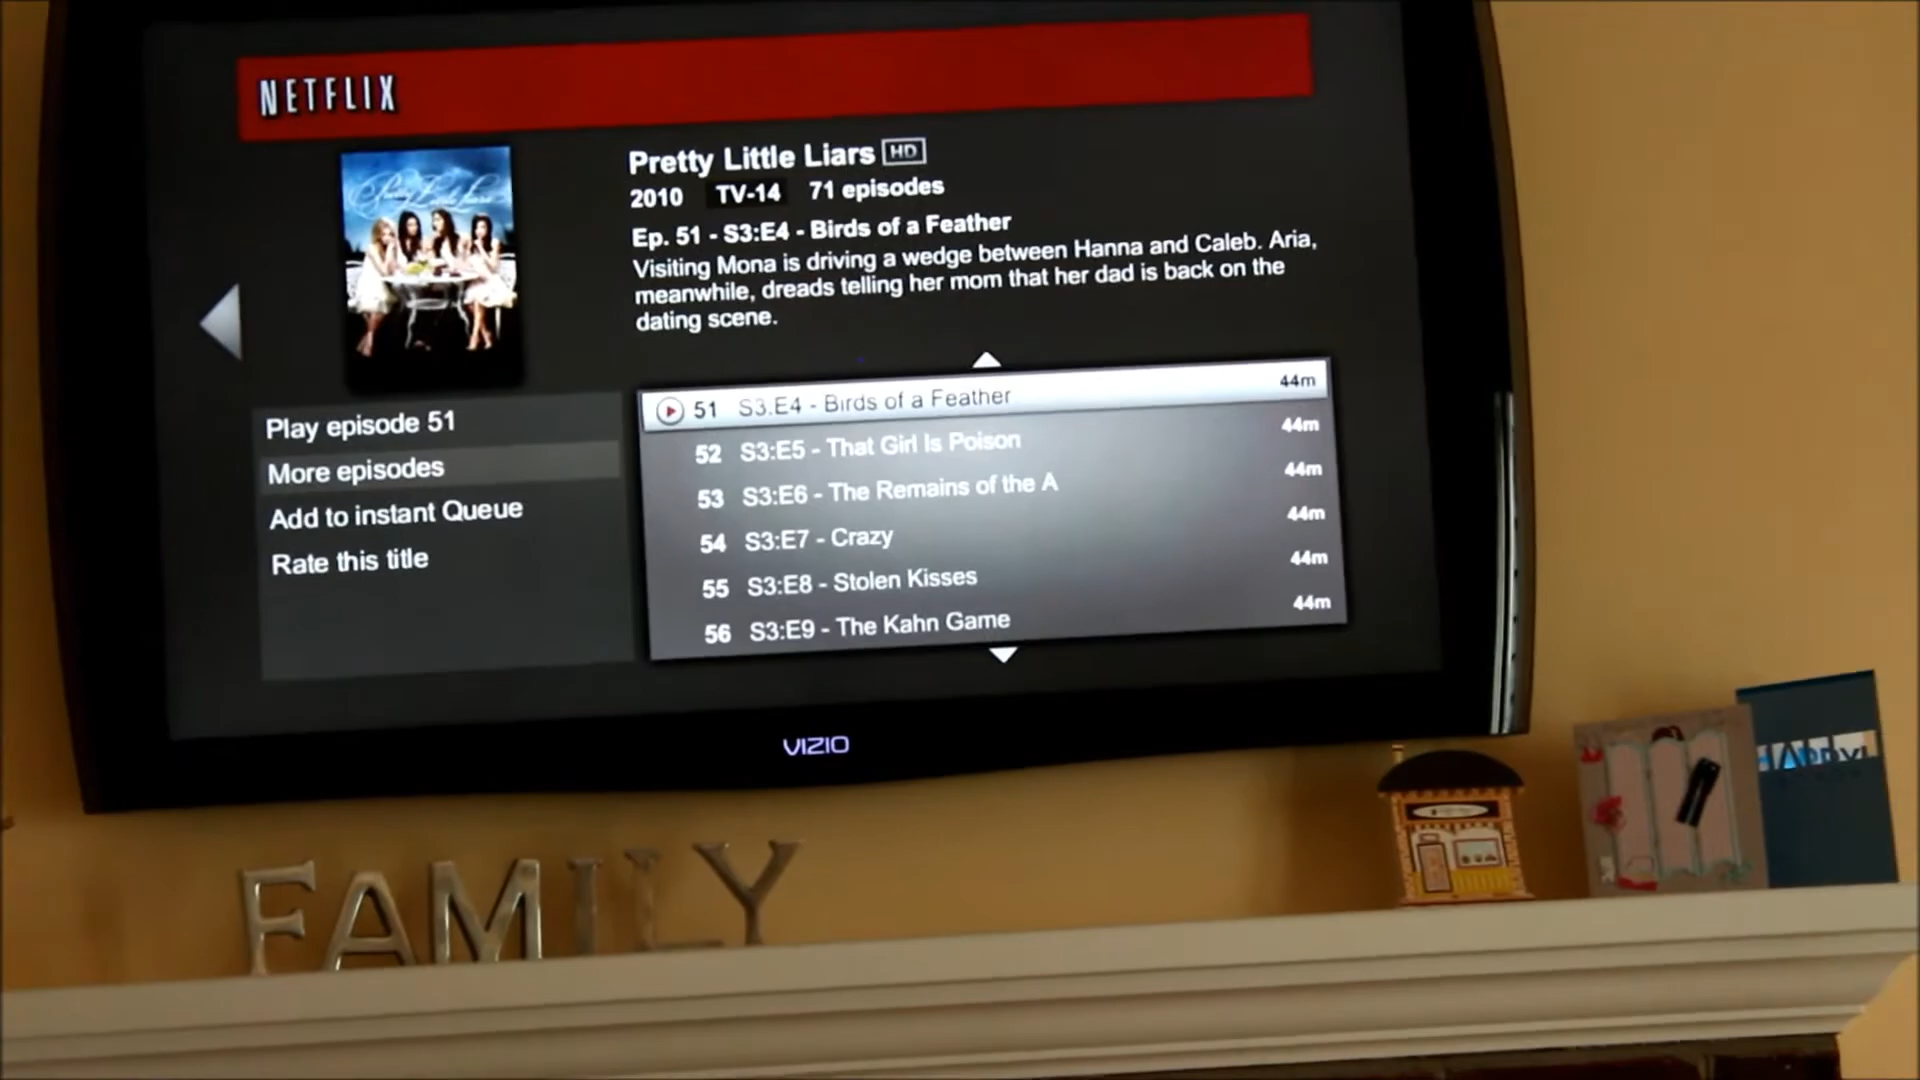 NETFLIX
Pretty Little Liars HD
2010 TV-14 71 episodes
Ep. 51 - S3:E4 - Birds of a Feather
Visiting Mona is driving a wedge between Hanna and Caleb. Aria,
meanwhile, dreads telling her mom that her dad is back on the
dating scene.
Pretty Little Liars
Play episode 51
More episodes
Add to instant Queue
Rate this title
51 S3:E4 - Birds of a Feather 44m
52 S3:E5 - That Girl Is Poison 44m
53 S3:E6 - The Remains of the A 44m
54 S3:E7 - Crazy 44m
55 S3:E8 - Stolen Kisses 44m
56 S3:E9 - The Kahn Game 44m
VIZIO
HAPPY!
FAMILY